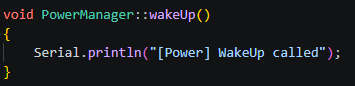 void PowerManager::wakeUp()
{
    Serial.println("[Power] WakeUp called");
}